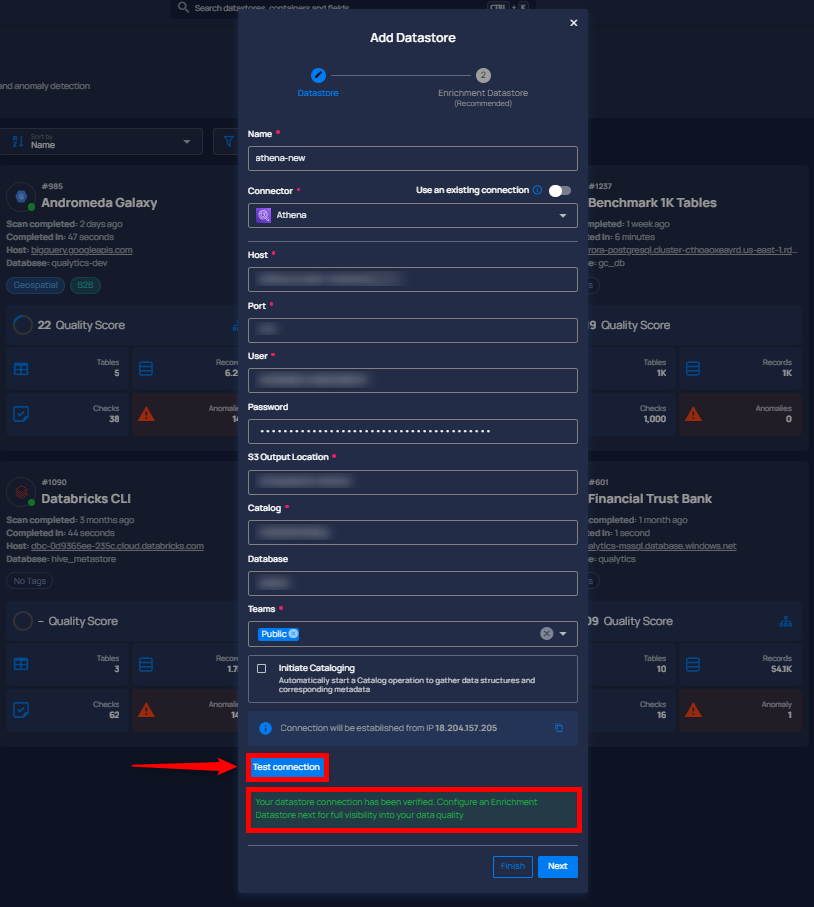 Search datastores, containers and fields
CTRL + K
Add Datastore
2
Datastore
Enrichment Datastore
(Recommended)
and anomaly detection
Sort by
Name
Name *
athena-new
Connector *
Use an existing connection
Athena
Host *
Port *
User *
Password
S3 Output Location *
Catalog *
Database
Teams *
Public
Initiate Cataloging
Automatically start a Catalog operation to gather data structures and
corresponding metadata
Connection will be established from IP 18.204.157.205
Test connection
Your datastore connection has been verified. Configure an Enrichment
Datastore next for full visibility into your data quality
Finish
Next
#985
Andromeda Galaxy
Scan completed: 2 days ago
Completed In: 47 seconds
Host: bigquery.googleapis.com
Database: qualytics-dev
Geospatial
B2B
22 Quality Score
Tables
5
Recor
6.2
Checks
38
Anomali
14
#1237
Benchmark 1K Tables
mpleted: 1 week ago
ed In: 6 minutes
rora-postgresql.cluster-cthoaoxeayrd.us-east-1.rd...
e: gc_db
s
9 Quality Score
Tables
1K
Records
1K
Checks
1,000
Anomalies
0
#1090
Databricks CLI
Scan completed: 3 months ago
Completed In: 44 seconds
Host: dbc-0d9365ee-235c.cloud.databricks.com
Database: hive_metastore
No Tags
– Quality Score
Tables
3
Recor
1.7
Checks
62
Anomali
14
#601
Financial Trust Bank
completed: 1 month ago
ed In: 1 second
alytics-mssql.database.windows.net
e: qualytics
s
09 Quality Score
Tables
10
Records
54.1K
Checks
16
Anomaly
1